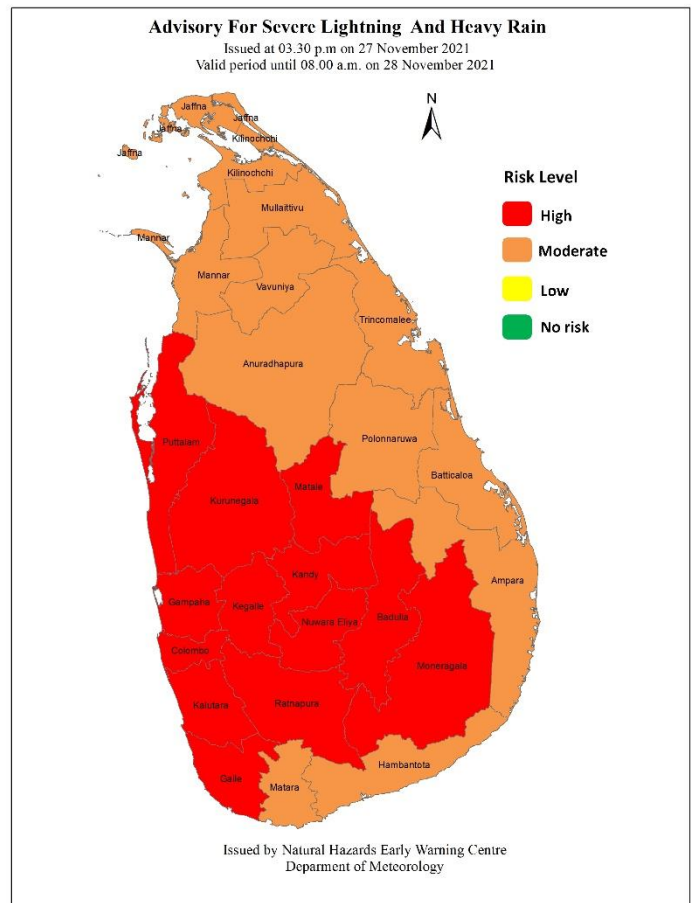 Advisory For Severe Lightning And Heavy Rain
Issued at 03.30 p.m on 27 November 2021
Valid period until 08.00 a.m. on 28 November 2021
N
Jaffna
Jaffna
Jaffna
Kilinochchi
Jaffna
Kilinochchi
Mullaittivu
Mannar
Mannar
Vavuniya
Trincomalee
Anuradhapura
Polonnaruwa
Puttalam
Batticaloa
Matale
Kurunegala
Kandy
Ampara
Gampaha
Kegalle
Nuwara Eliya
Badulla
Colombo
Moneragala
Kalutara
Ratnapura
Hambantota
Galle
Matara
Risk Level
High
Moderate
Low
No risk
Issued by Natural Hazards Early Warning Centre
Deparment of Meteorology